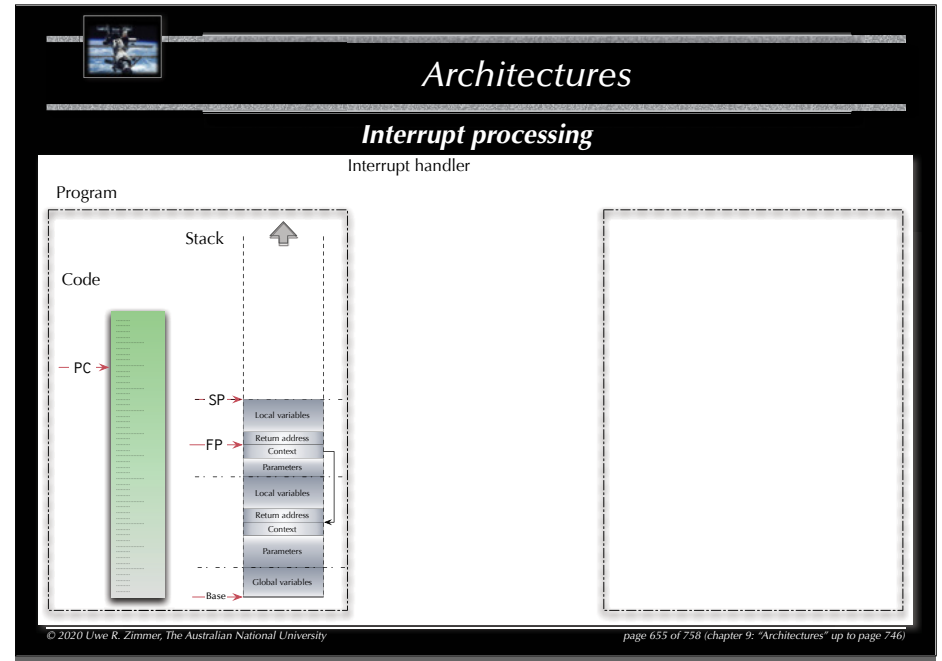 Architectures
Interrupt processing
Interrupt handler
Program
Stack
Code
PC
SP
Local variables
Return address
FP
Context
Parameters
Local variables
Return address
Context
Parameters
Global variables
Base
© 2020 Uwe R. Zimmer, The Australian National University
page 655 of 758 (chapter 9: “Architectures” up to page 746)